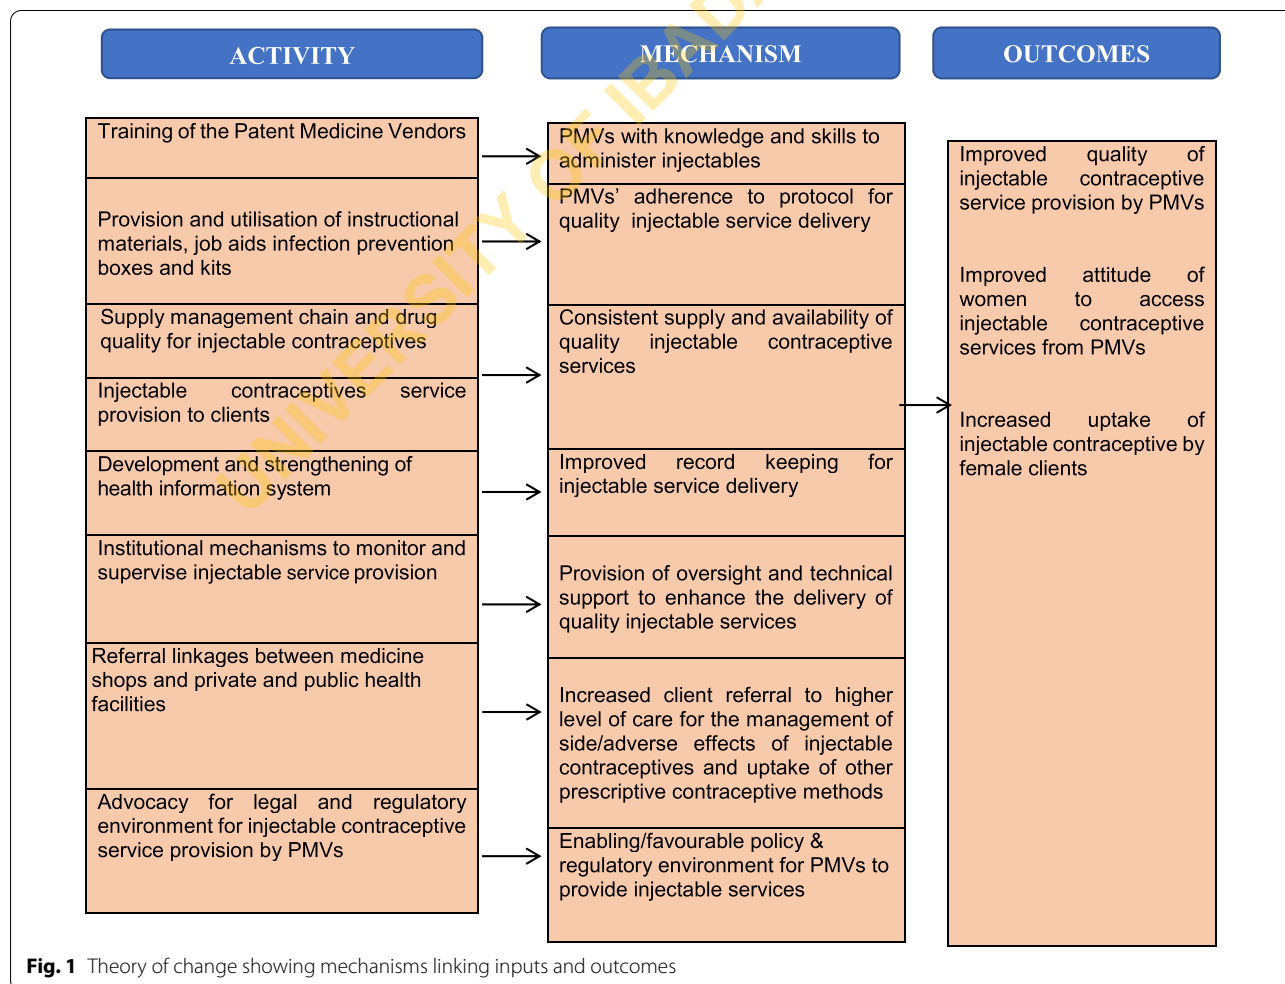 ACTIVITY
MECHANISM
OUTCOMES
Training of the Patent Medicine Vendors
Provision and utilisation of instructional
materials, job aids infection prevention
boxes and kits
Supply management chain and drug
quality for injectable contraceptives
Injectable contraceptives service
provision to clients
Development and strengthening of
health information system
Institutional mechanisms to monitor and
supervise injectable service provision
Referral linkages between medicine
shops and private and public health
facilities
Advocacy for legal and regulatory
environment for injectable contraceptive
service provision by PMVs
PMVs with knowledge and skills to
administer injectables
PMVs’ adherence to protocol for
quality injectable service delivery
Consistent supply and availability of
quality injectable contraceptive
services
Improved record keeping for
injectable service delivery
Provision of oversight and technical
support to enhance the delivery of
quality injectable services
Increased client referral to higher
level of care for the management of
side/adverse effects of injectable
contraceptives and uptake of other
prescriptive contraceptive methods
Enabling/favourable policy &
regulatory environment for PMVs to
provide injectable services
Improved quality of
injectable contraceptive
service provision by PMVs
Improved attitude of
women to access
injectable contraceptive
services from PMVs
Increased uptake of
injectable contraceptive by
female clients
UNIVERSITY OF IBADA
Fig. 1 Theory of change showing mechanisms linking inputs and outcomes